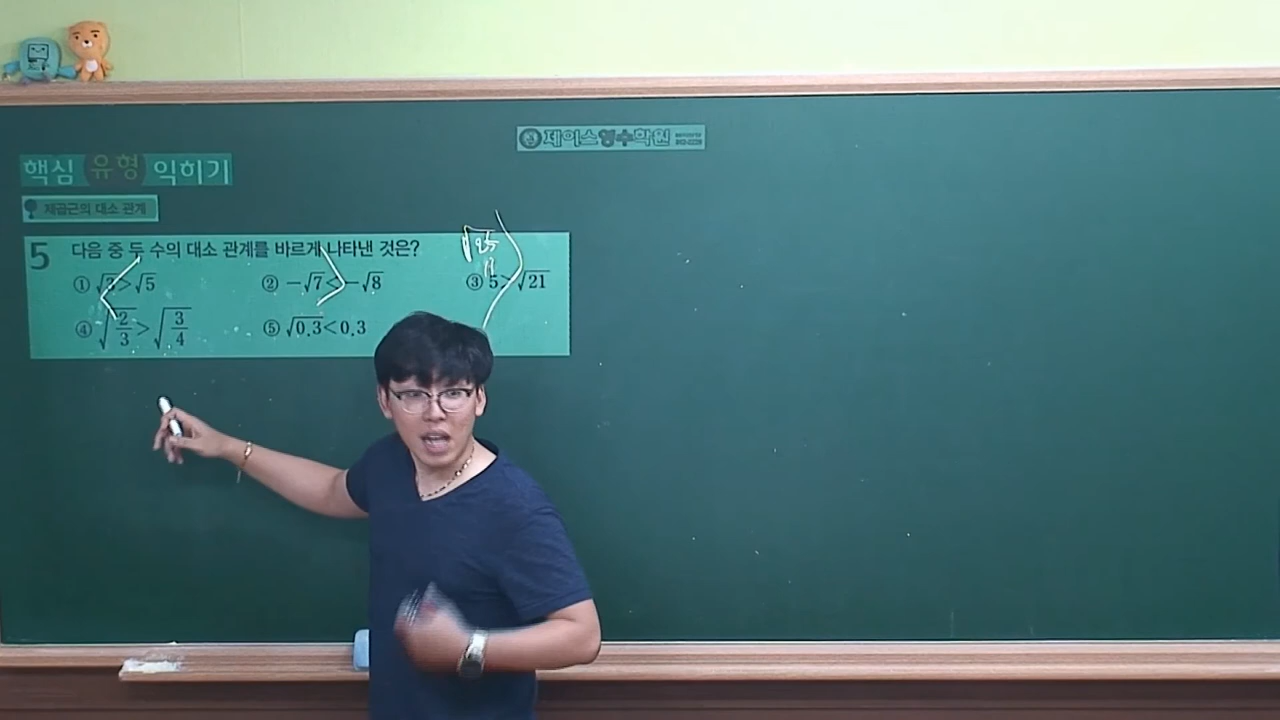 제이스영수학원
핵심 유형 익히기
제곱근의 대소 관계
5 다음 중 두 수의 대소 관계를 바르게 나타낸 것은?
√25
① √3>√5 ② −√7<−√8 ③ 5>√21
④ √(2/3)>√(3/4) ⑤ √0.3<0.3